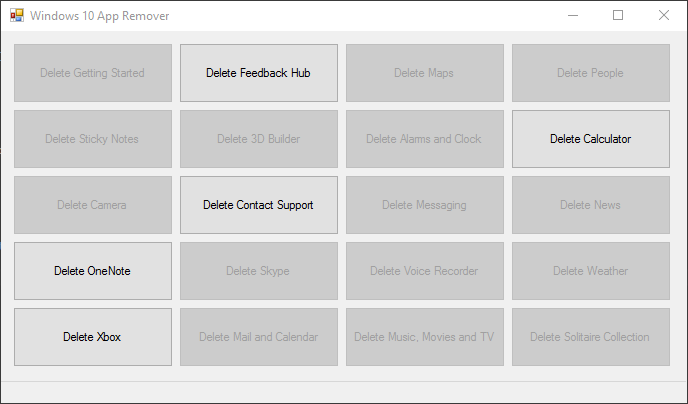 Windows 10 App Remover
Delete Getting Started
Delete Feedback Hub
Delete Maps
Delete People
Delete Sticky Notes
Delete 3D Builder
Delete Alarms and Clock
Delete Calculator
Delete Camera
Delete Contact Support
Delete Messaging
Delete News
Delete OneNote
Delete Skype
Delete Voice Recorder
Delete Weather
Delete Xbox
Delete Mail and Calendar
Delete Music, Movies and TV
Delete Solitaire Collection